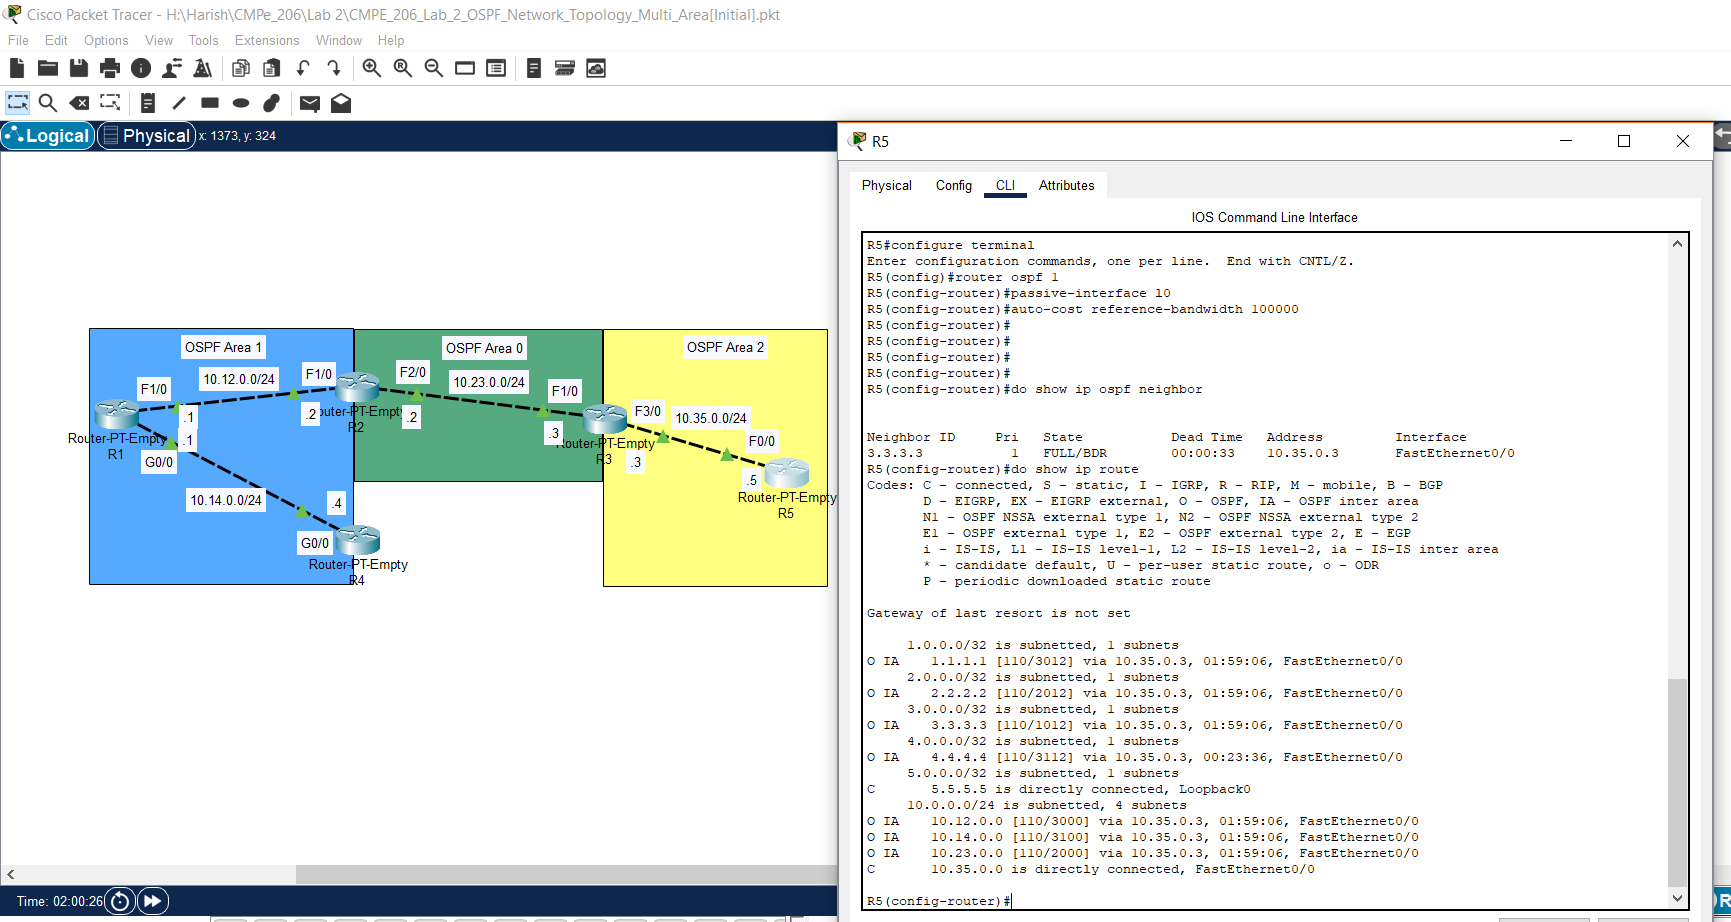 Cisco Packet Tracer - H:\Harish\CMPe_206\Lab 2\CMPE_206_Lab_2_OSPF_Network_Topology_Multi_Area[Initial].pkt
File Edit Options View Tools Extensions Window Help
Logical Physical x: 1373, y: 324
OSPF Area 1
OSPF Area 0
OSPF Area 2
F1/0
10.12.0.0/24
F1/0
F2/0
10.23.0.0/24
F1/0
F3/0
10.35.0.0/24
F0/0
.1
.1
.2
.2
.3
.3
.5
Router-PT-Empty
R1
outer-PT-Empty
R2
outer-PT-Empty
R3
Router-PT-Empty
R5
G0/0
10.14.0.0/24
.4
G0/0
Router-PT-Empty
R4
Time: 02:00:26
R5
Physical Config CLI Attributes
IOS Command Line Interface
R5#configure terminal
Enter configuration commands, one per line.  End with CNTL/Z.
R5(config)#router ospf 1
R5(config-router)#passive-interface l0
R5(config-router)#auto-cost reference-bandwidth 100000
R5(config-router)#
R5(config-router)#
R5(config-router)#
R5(config-router)#
R5(config-router)#do show ip ospf neighbor
Neighbor ID     Pri   State           Dead Time   Address         Interface
3.3.3.3           1   FULL/BDR        00:00:33    10.35.0.3       FastEthernet0/0
R5(config-router)#do show ip route
Codes: C - connected, S - static, I - IGRP, R - RIP, M - mobile, B - BGP
D - EIGRP, EX - EIGRP external, O - OSPF, IA - OSPF inter area
N1 - OSPF NSSA external type 1, N2 - OSPF NSSA external type 2
E1 - OSPF external type 1, E2 - OSPF external type 2, E - EGP
i - IS-IS, L1 - IS-IS level-1, L2 - IS-IS level-2, ia - IS-IS inter area
* - candidate default, U - per-user static route, o - ODR
P - periodic downloaded static route
Gateway of last resort is not set
1.0.0.0/32 is subnetted, 1 subnets
O IA    1.1.1.1 [110/3012] via 10.35.0.3, 01:59:06, FastEthernet0/0
2.0.0.0/32 is subnetted, 1 subnets
O IA    2.2.2.2 [110/2012] via 10.35.0.3, 01:59:06, FastEthernet0/0
3.0.0.0/32 is subnetted, 1 subnets
O IA    3.3.3.3 [110/1012] via 10.35.0.3, 01:59:06, FastEthernet0/0
4.0.0.0/32 is subnetted, 1 subnets
O IA    4.4.4.4 [110/3112] via 10.35.0.3, 00:23:36, FastEthernet0/0
5.0.0.0/32 is subnetted, 1 subnets
C       5.5.5.5 is directly connected, Loopback0
10.0.0.0/24 is subnetted, 4 subnets
O IA    10.12.0.0 [110/3000] via 10.35.0.3, 01:59:06, FastEthernet0/0
O IA    10.14.0.0 [110/3100] via 10.35.0.3, 01:59:06, FastEthernet0/0
O IA    10.23.0.0 [110/2000] via 10.35.0.3, 01:59:06, FastEthernet0/0
C       10.35.0.0 is directly connected, FastEthernet0/0
R5(config-router)#